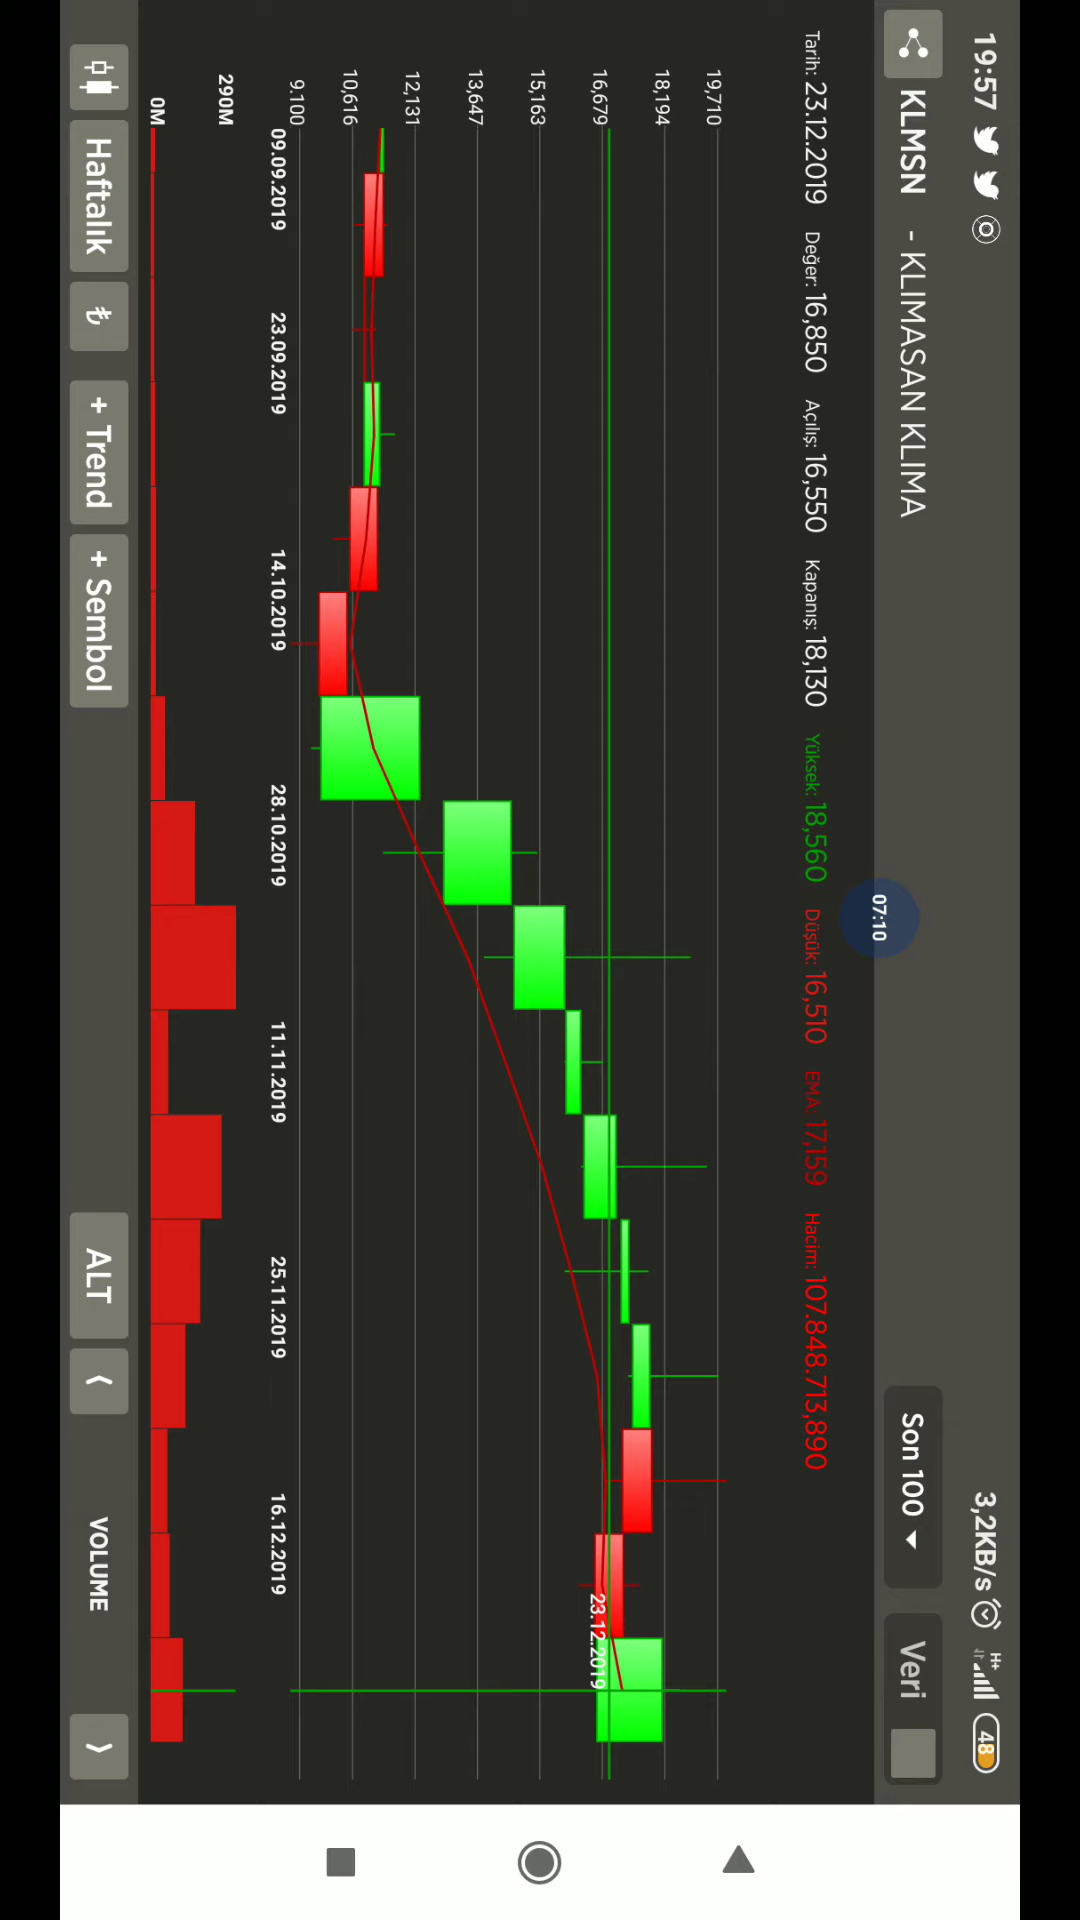 19:57
3,2KB/s H+ 48
KLMSN - KLIMASAN KLIMA
Son 100
Veri
07:10
Tarih: 23.12.2019 Değer: 16,850 Açılış: 16,550 Kapanış: 18,130 Yüksek: 18,560 Düşük: 16,510 EMA: 17,159 Hacim: 107.848.713,890
19,710
18,194
16,679
15,163
13,647
12,131
10,616
9.100
23.12.2019
09.09.2019 23.09.2019 14.10.2019 28.10.2019 11.11.2019 25.11.2019 16.12.2019
290M
0M
Haftalık
₺
+ Trend
+ Sembol
ALT
VOLUME